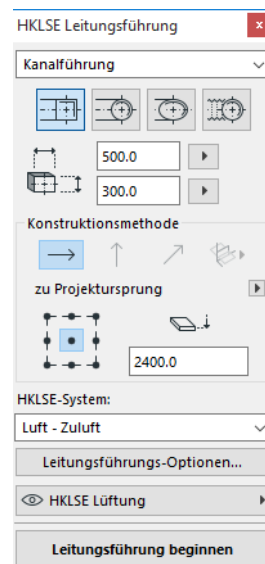 HKLSE Leitungsführung x
Kanalführung
500.0
300.0
Konstruktionsmethode
zu Projektursprung
2400.0
HKLSE-System:
Luft - Zuluft
Leitungsführungs-Optionen...
HKLSE Lüftung
Leitungsführung beginnen